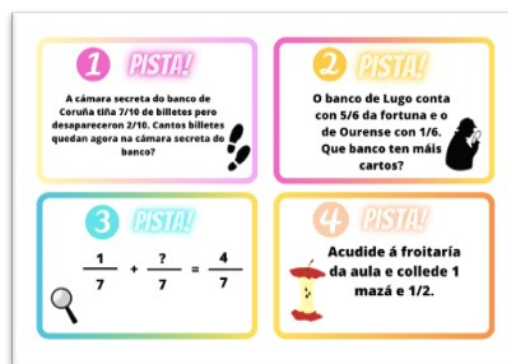 1 PISTA!
A cámara secreta do banco de
Coruña tiña 7/10 de billetes pero
desapareceron 2/10. Cantos billetes
quedan agora na cámara secreta do
banco?
2 PISTA!
O banco de Lugo conta
con 5/6 da fortuna e o
de Ourense con 1/6.
Que banco ten máis
cartos?
3 PISTA!
1/7 + ?/7 = 4/7
4 PISTA!
Acudide á froitaría
da aula e collede 1
mazá e 1/2.